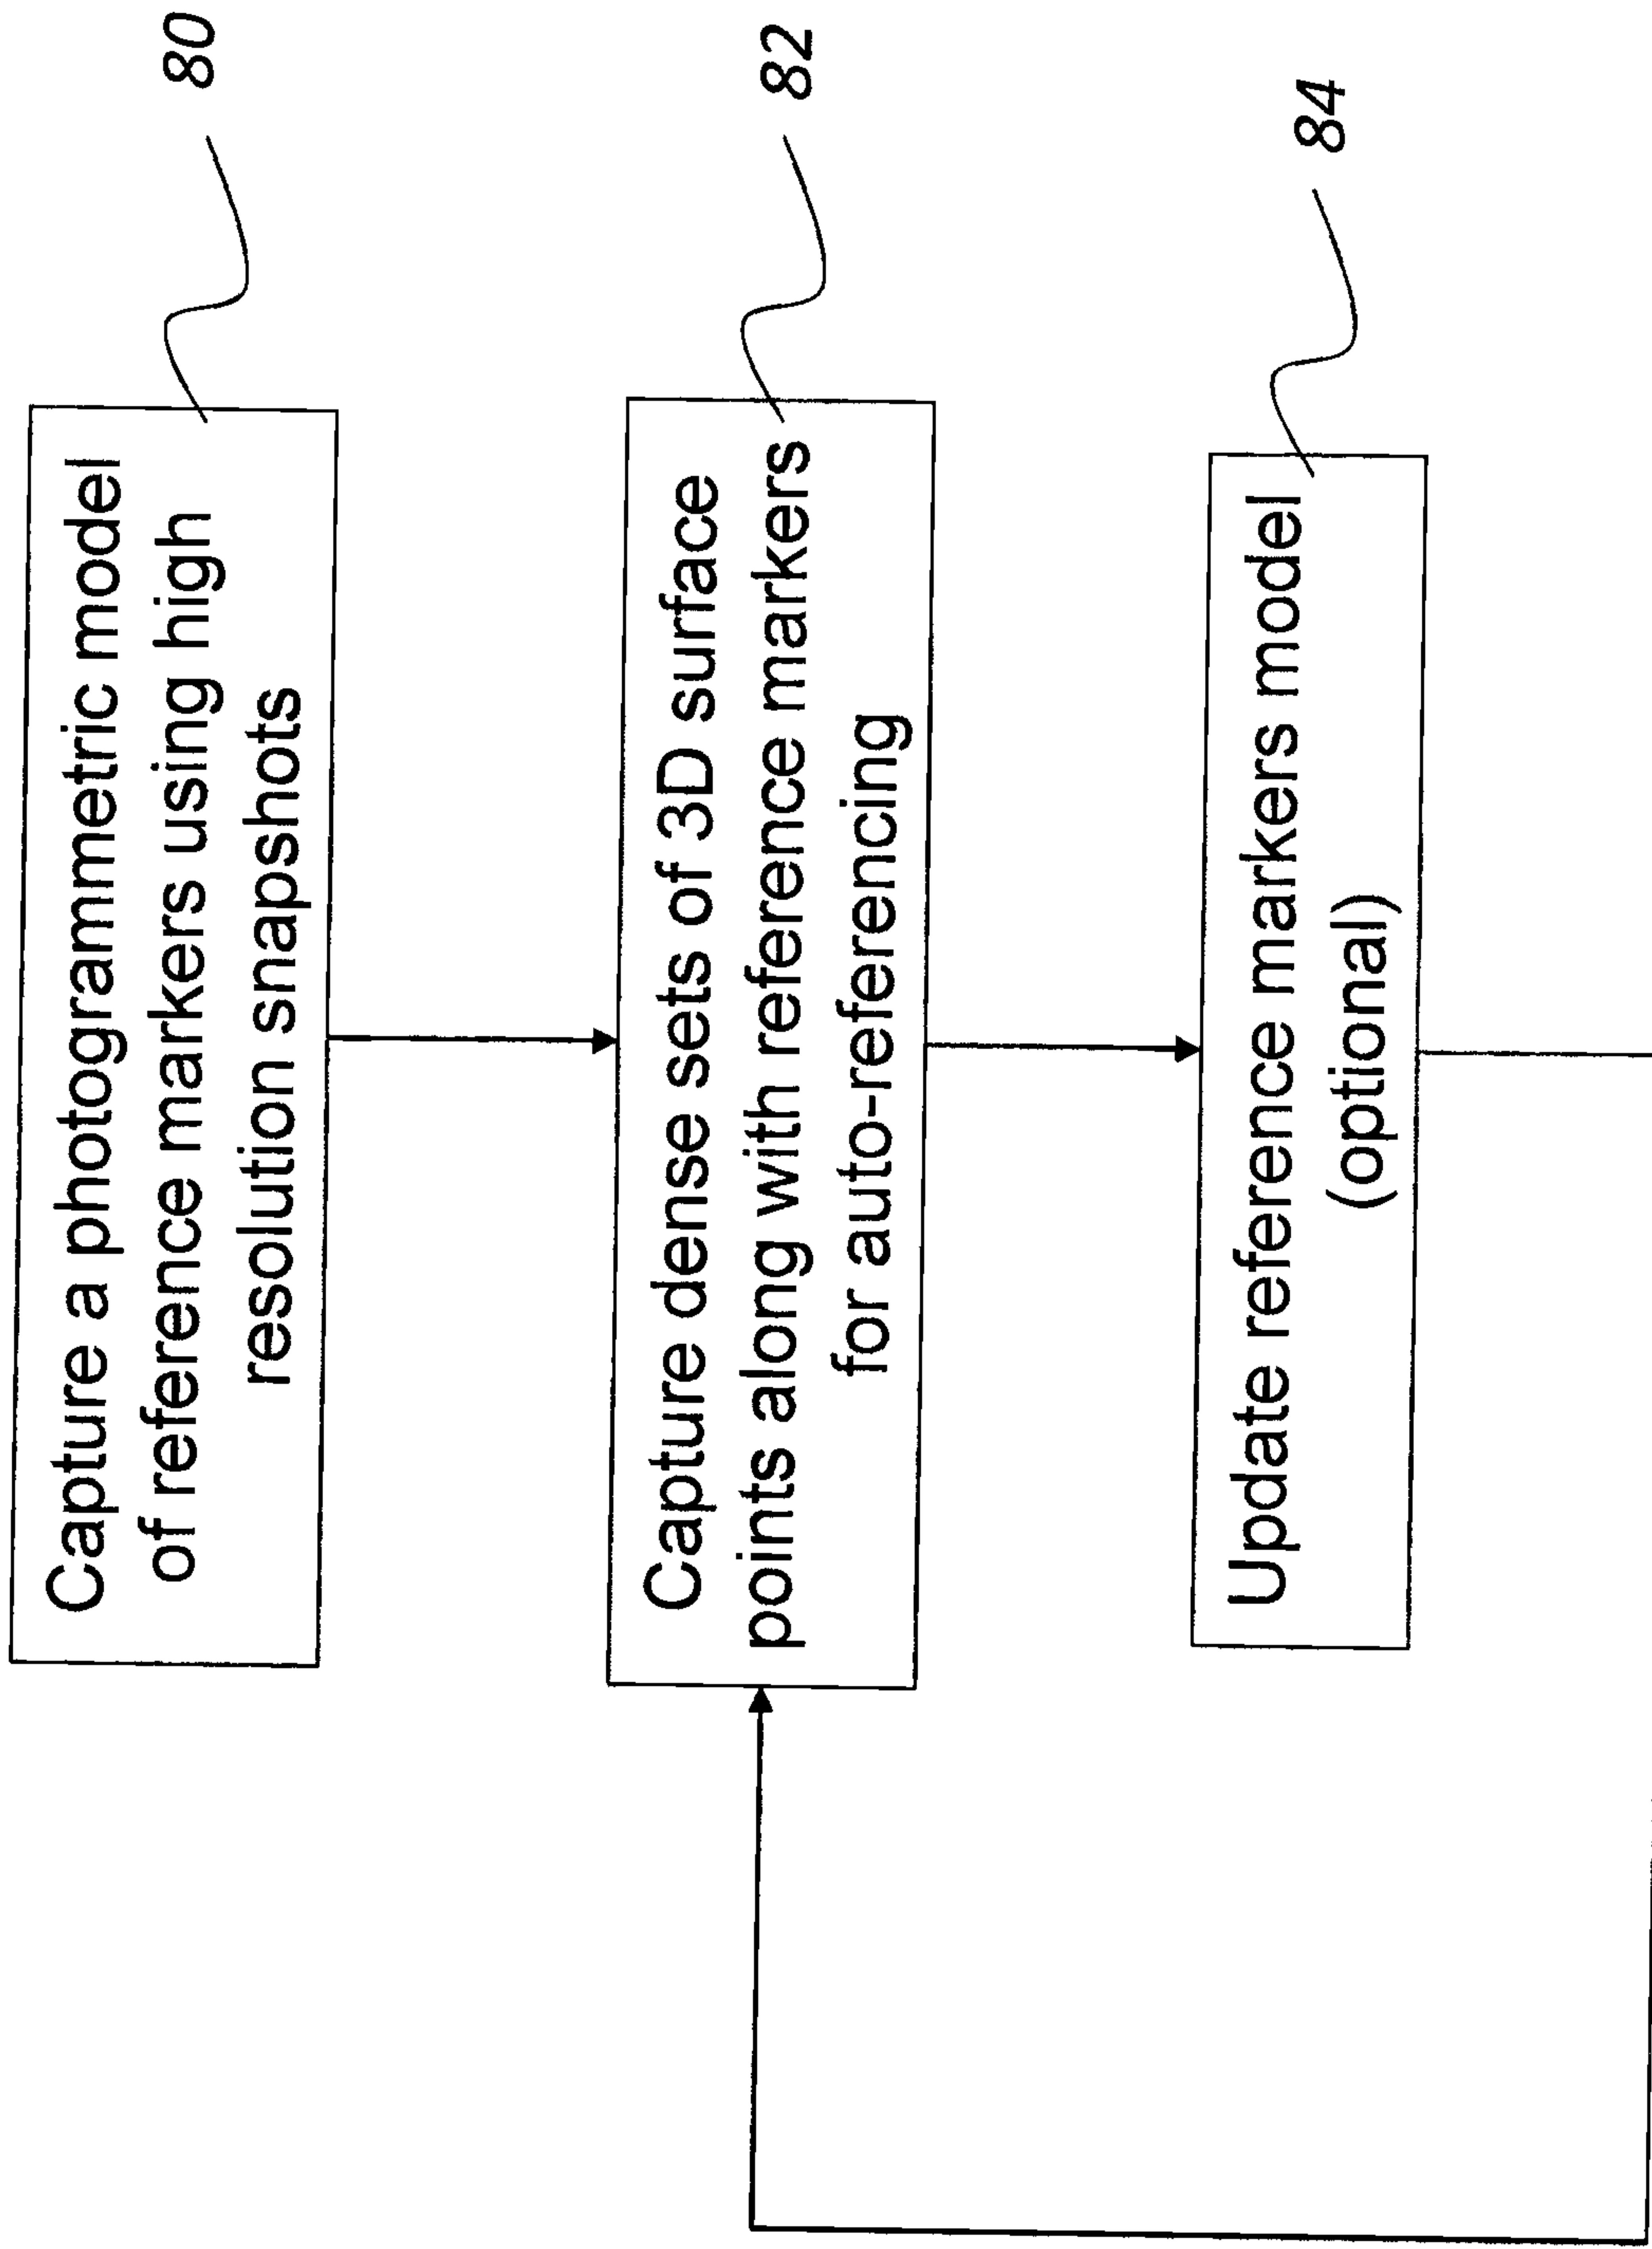 Capture a photogrammetric model
of reference markers using high
resolution snapshots
80
Capture dense sets of 3D surface
points along with reference markers
for auto-referencing
82
Update reference markers model
(optional)
84